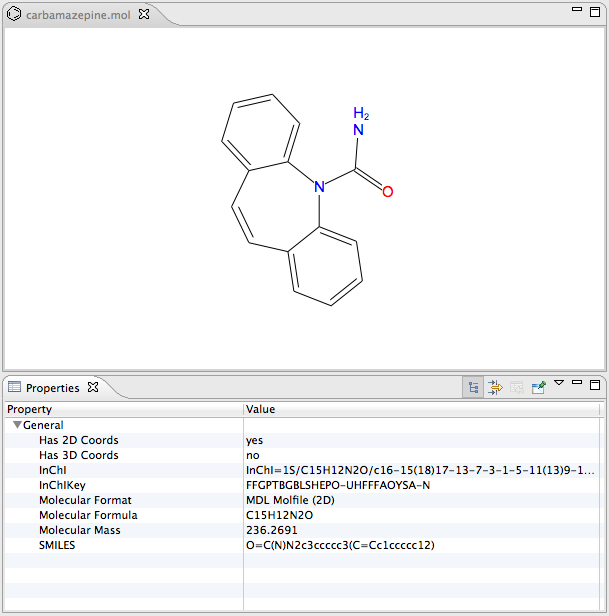 carbamazepine.mol
H2
N
N
O
Properties
Property Value
General
Has 2D Coords yes
Has 3D Coords no
InChI InChI=1S/C15H12N2O/c16-15(18)17-13-7-3-1-5-11(13)9-1...
InChIKey FFGPTBGBLSHEPO-UHFFFAOYSA-N
Molecular Format MDL Molfile (2D)
Molecular Formula C15H12N2O
Molecular Mass 236.2691
SMILES O=C(N)N2c3ccccc3(C=Cc1ccccc12)